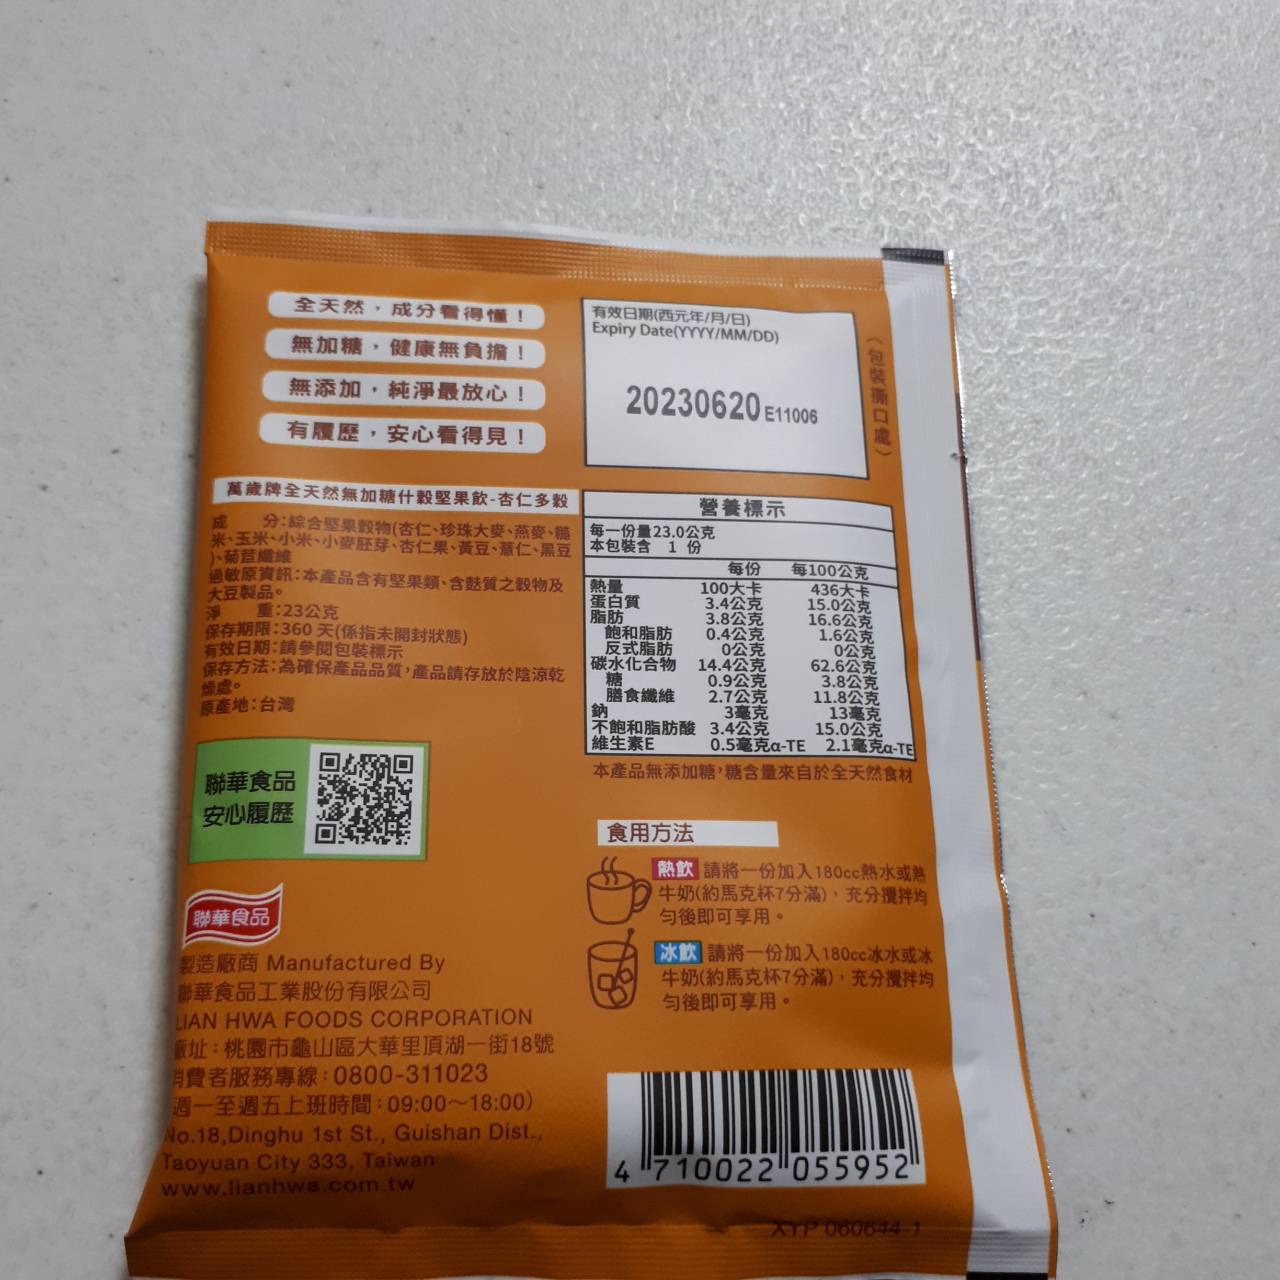 全天然，成分看得懂！
無加糖，健康無負擔！
無添加，純淨最放心！
有履歷，安心看得見！
有效日期(西元年/月/日)
Expiry Date(YYYY/MM/DD)
20230620 E11006
（包裝撕口處）
萬歲牌全天然無加糖什穀堅果飲-杏仁多穀
成　　分：綜合堅果穀物(杏仁、珍珠大麥、燕麥、糙
米、玉米、小米、小麥胚芽、杏仁果、黃豆、薏仁、黑豆
)、菊苣纖維
過敏原資訊：本產品含有堅果類、含麩質之穀物及
大豆製品。
淨　　重：23公克
保存期限：360 天(係指未開封狀態)
有效日期：請參閱包裝標示
保存方法：為確保產品品質，產品請存放於陰涼乾
燥處。
原產地：台灣
營養標示
每一份量23.0公克
本包裝含 1 份
每份 每100公克
熱量 100大卡 436大卡
蛋白質 3.4公克 15.0公克
脂肪 3.8公克 16.6公克
飽和脂肪 0.4公克 1.6公克
反式脂肪 0公克 0公克
碳水化合物 14.4公克 62.6公克
糖 0.9公克 3.8公克
膳食纖維 2.7公克 11.8公克
鈉 3毫克 13毫克
不飽和脂肪酸 3.4公克 15.0公克
維生素E 0.5毫克α-TE 2.1毫克α-TE
本產品無添加糖，糖含量來自於全天然食材
聯華食品
安心履歷
聯華食品
製造廠商 Manufactured By
聯華食品工業股份有限公司
LIAN HWA FOODS CORPORATION
廠址：桃園市龜山區大華里頂湖一街18號
消費者服務專線：0800-311023
週一至週五上班時間：09:00～18:00)
No.18,Dinghu 1st St., Guishan Dist.,
Taoyuan City 333, Taiwan
www.lianhwa.com.tw
食用方法
熱飲 請將一份加入180cc熱水或熱
牛奶(約馬克杯7分滿)，充分攪拌均
勻後即可享用。
冰飲 請將一份加入180cc冰水或冰
牛奶(約馬克杯7分滿)，充分攪拌均
勻後即可享用。
4 710022 055952
XYP 060644-1